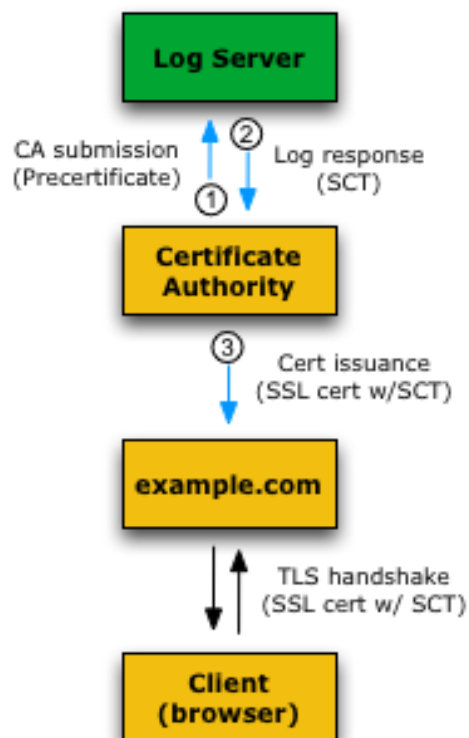 Log Server
CA submission
(Precertificate)
1
2
Log response
(SCT)
Certificate
Authority
3
Cert issuance
(SSL cert w/SCT)
example.com
TLS handshake
(SSL cert w/ SCT)
Client
(browser)